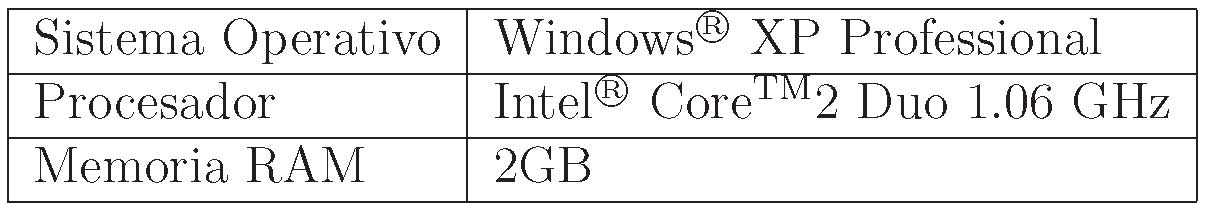 Sistema Operativo Windows® XP Professional
Procesador Intel® Core™2 Duo 1.06 GHz
Memoria RAM 2GB